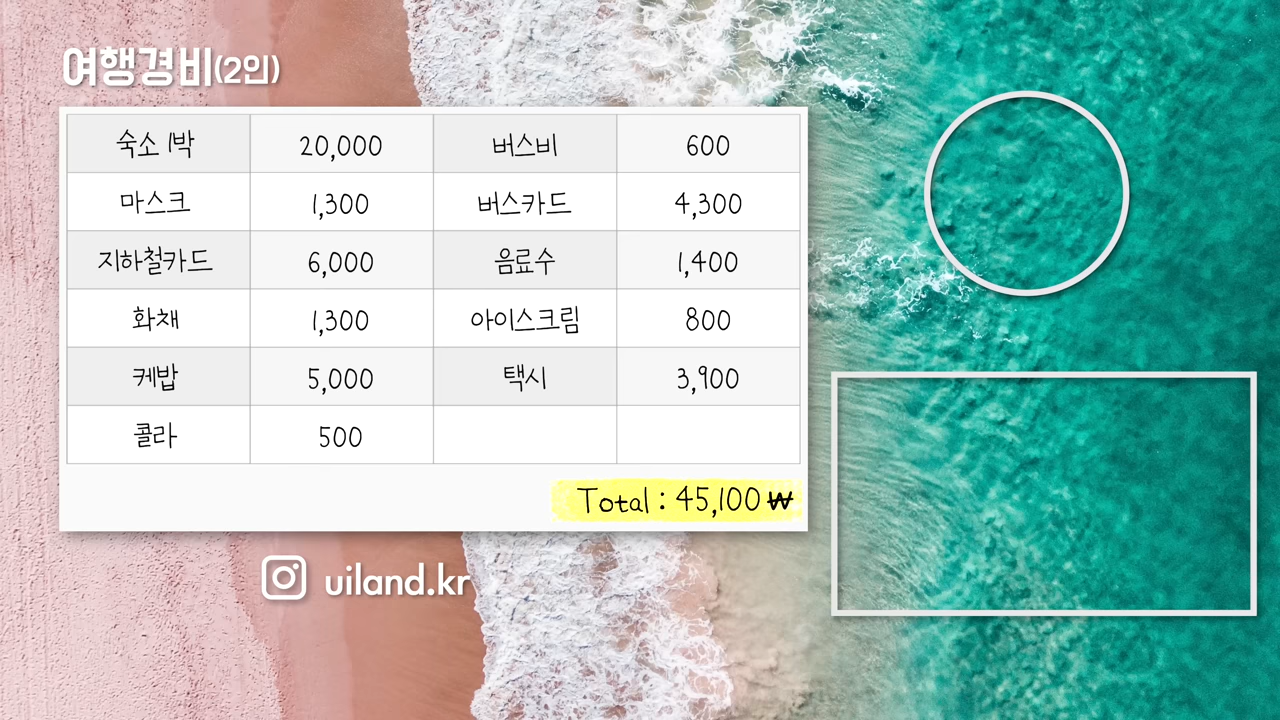 여행경비(2인)
숙소 1박 20,000 버스비 600
마스크 1,300 버스카드 4,300
지하철카드 6,000 음료수 1,400
화채 1,300 아이스크림 800
케밥 5,000 택시 3,900
콜라 500
Total : 45,100 ₩
uiland.kr